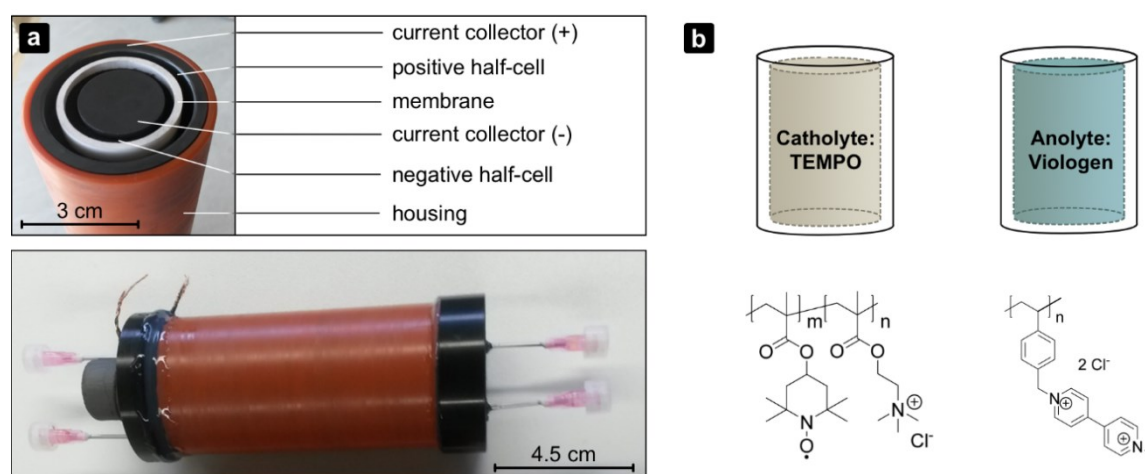 a
current collector (+)
positive half-cell
membrane
current collector (-)
negative half-cell
housing
3 cm
4.5 cm
b
Catholyte:
TEMPO
Anolyte:
Viologen
m
n
O
O
O
O
N
O•
N
⊕
Cl⁻
n
2 Cl⁻
N
⊕
⊕
N